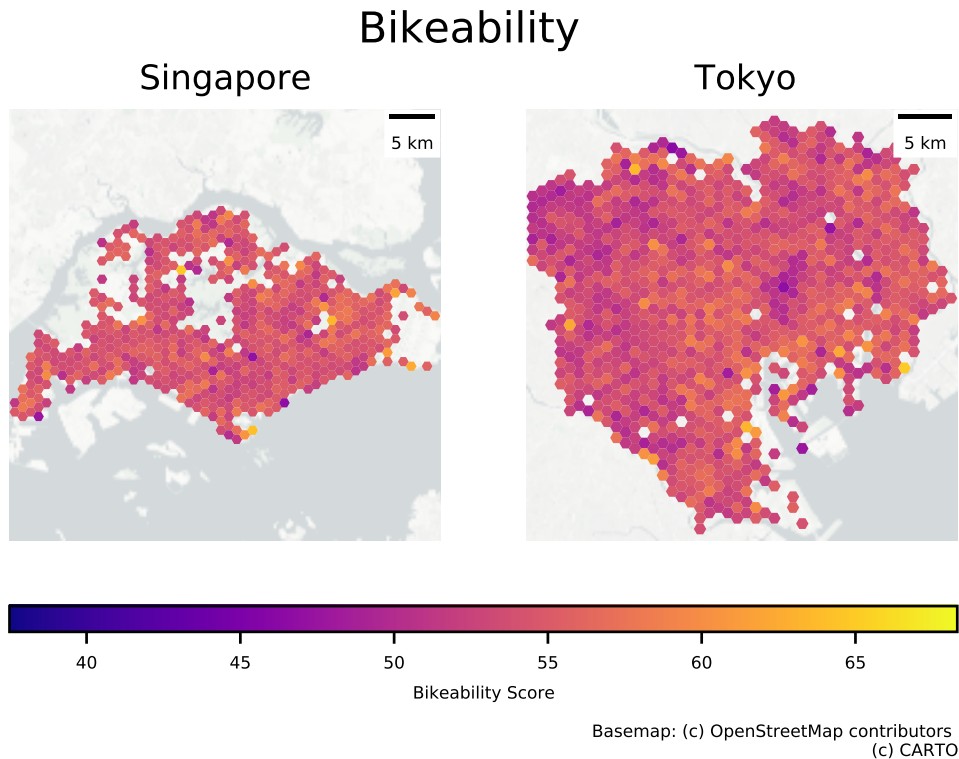 Bikeability
Singapore
Tokyo
5 km
5 km
40 45 50 55 60 65
Bikeability Score
Basemap: (c) OpenStreetMap contributors
(c) CARTO